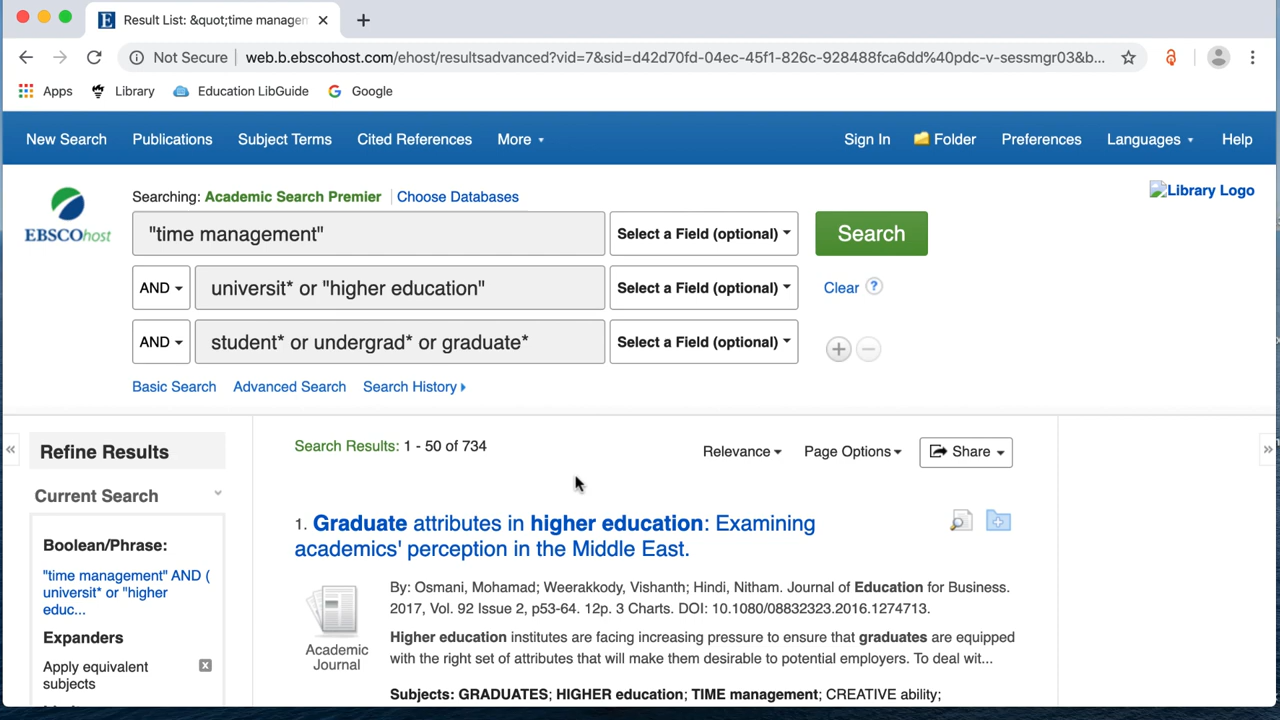 Result List: &quot;time manager
Not Secure | web.b.ebscohost.com/ehost/resultsadvanced?vid=7&sid=d42d70fd-04ec-45f1-826c-928488fca6dd%40pdc-v-sessmgr03&b...
Apps Library Education LibGuide Google
New Search Publications Subject Terms Cited References More Sign In Folder Preferences Languages Help
Library Logo
EBSCOhost
Searching: Academic Search Premier Choose Databases
"time management" Select a Field (optional) Search
AND universit* or "higher education" Select a Field (optional) Clear ?
AND student* or undergrad* or graduate* Select a Field (optional)
Basic Search Advanced Search Search History
Refine Results
Current Search
Boolean/Phrase:
"time management" AND (
universit* or "higher
educ...
Expanders
Apply equivalent
subjects
Search Results: 1 - 50 of 734 Relevance Page Options Share
1. Graduate attributes in higher education: Examining
academics' perception in the Middle East.
Academic
Journal
By: Osmani, Mohamad; Weerakkody, Vishanth; Hindi, Nitham. Journal of Education for Business.
2017, Vol. 92 Issue 2, p53-64. 12p. 3 Charts. DOI: 10.1080/08832323.2016.1274713.
Higher education institutes are facing increasing pressure to ensure that graduates are equipped
with the right set of attributes that will make them desirable to potential employers. To deal wit...
Subjects: GRADUATES; HIGHER education; TIME management; CREATIVE ability;